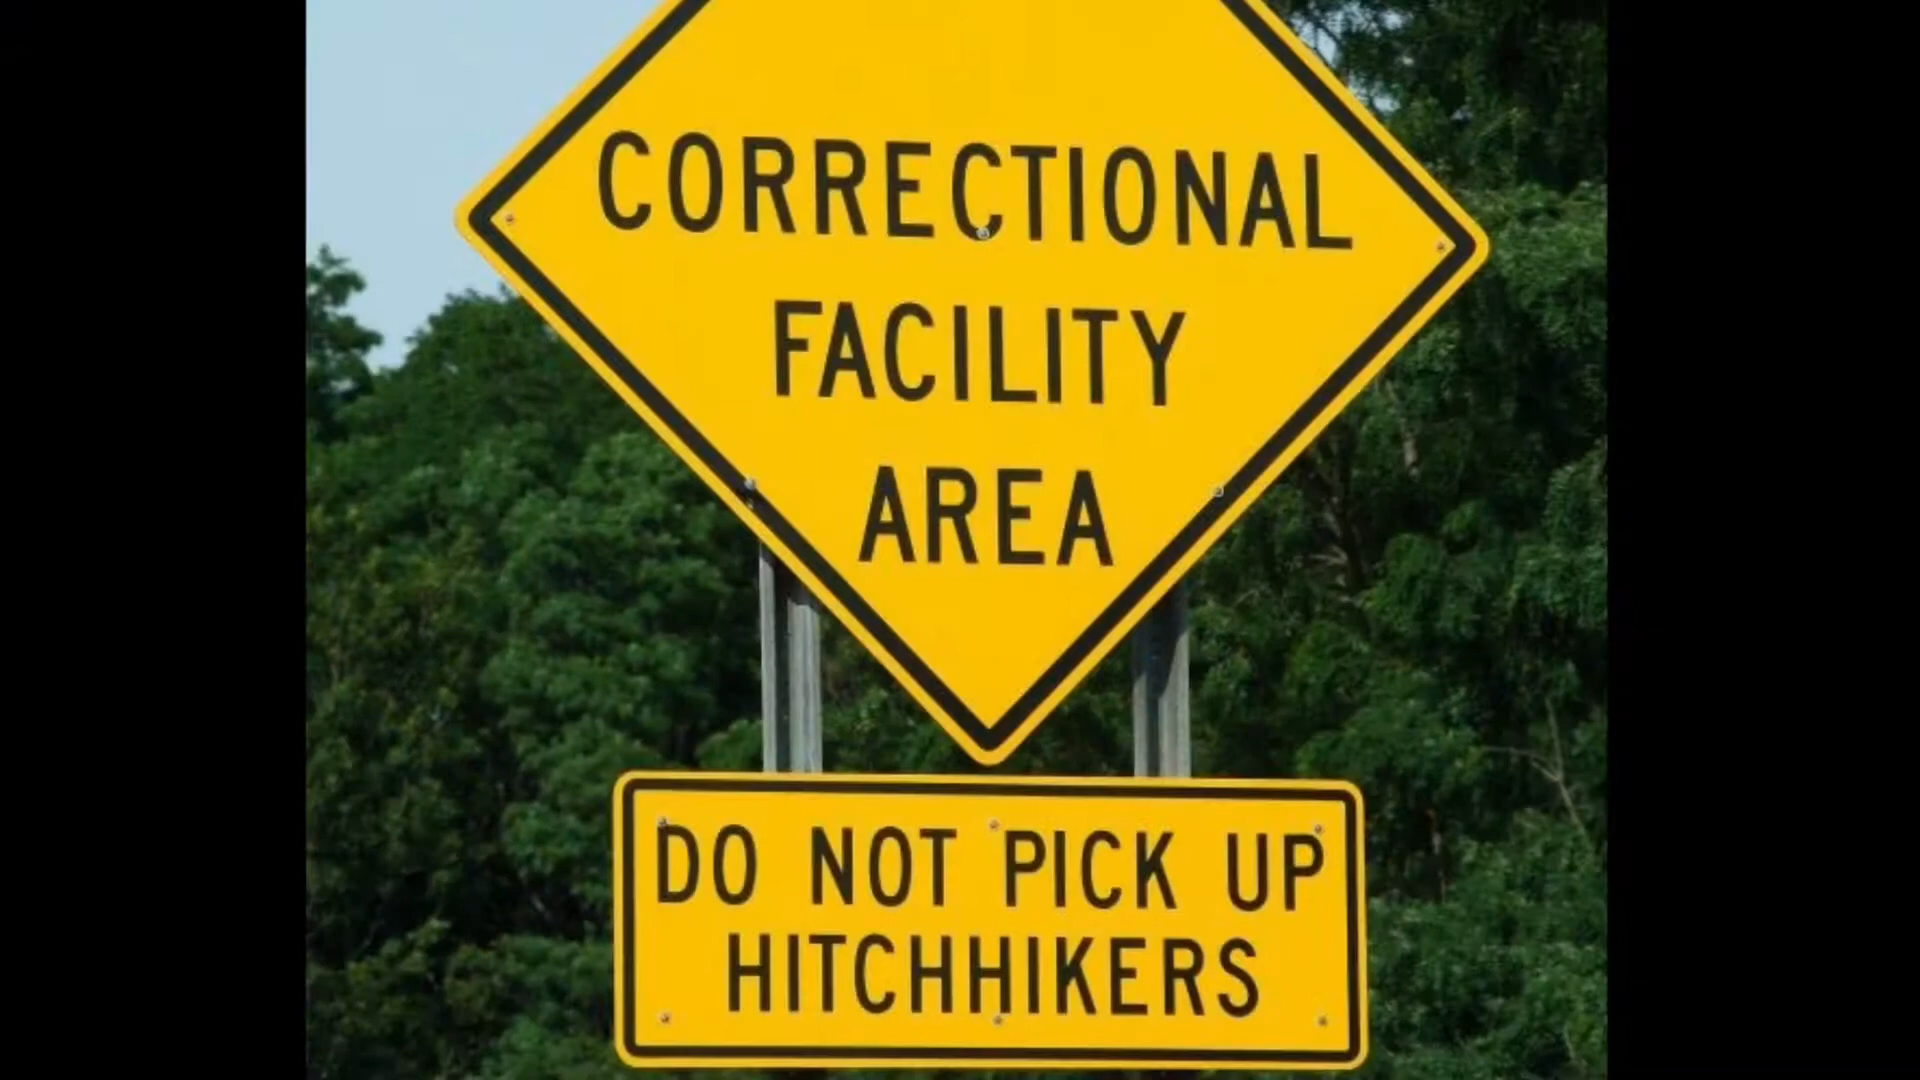 CORRECTIONAL
FACILITY
AREA
DO NOT PICK UP
HITCHHIKERS